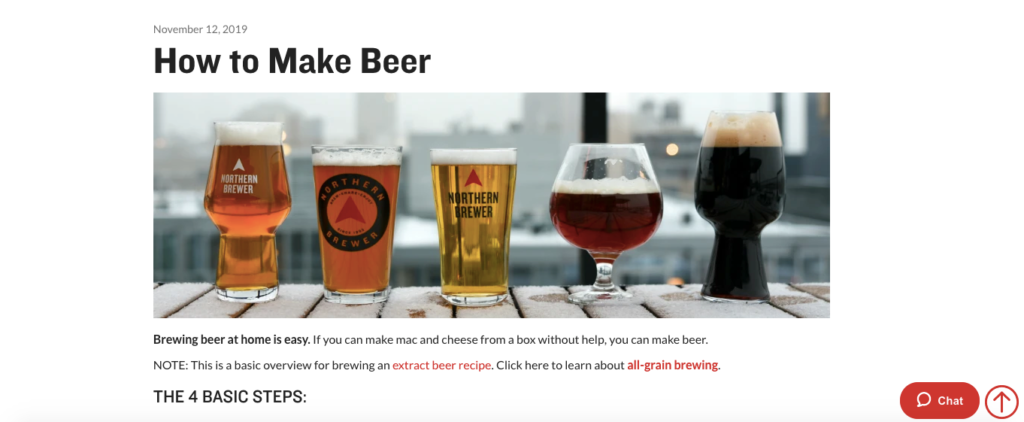 November 12, 2019
How to Make Beer
NORTHERN
BREWER
NORTHERN
BREWER
NORTHERN
BREWER
Brewing beer at home is easy. If you can make mac and cheese from a box without help, you can make beer.
NOTE: This is a basic overview for brewing an extract beer recipe. Click here to learn about all-grain brewing.
THE 4 BASIC STEPS:
Chat